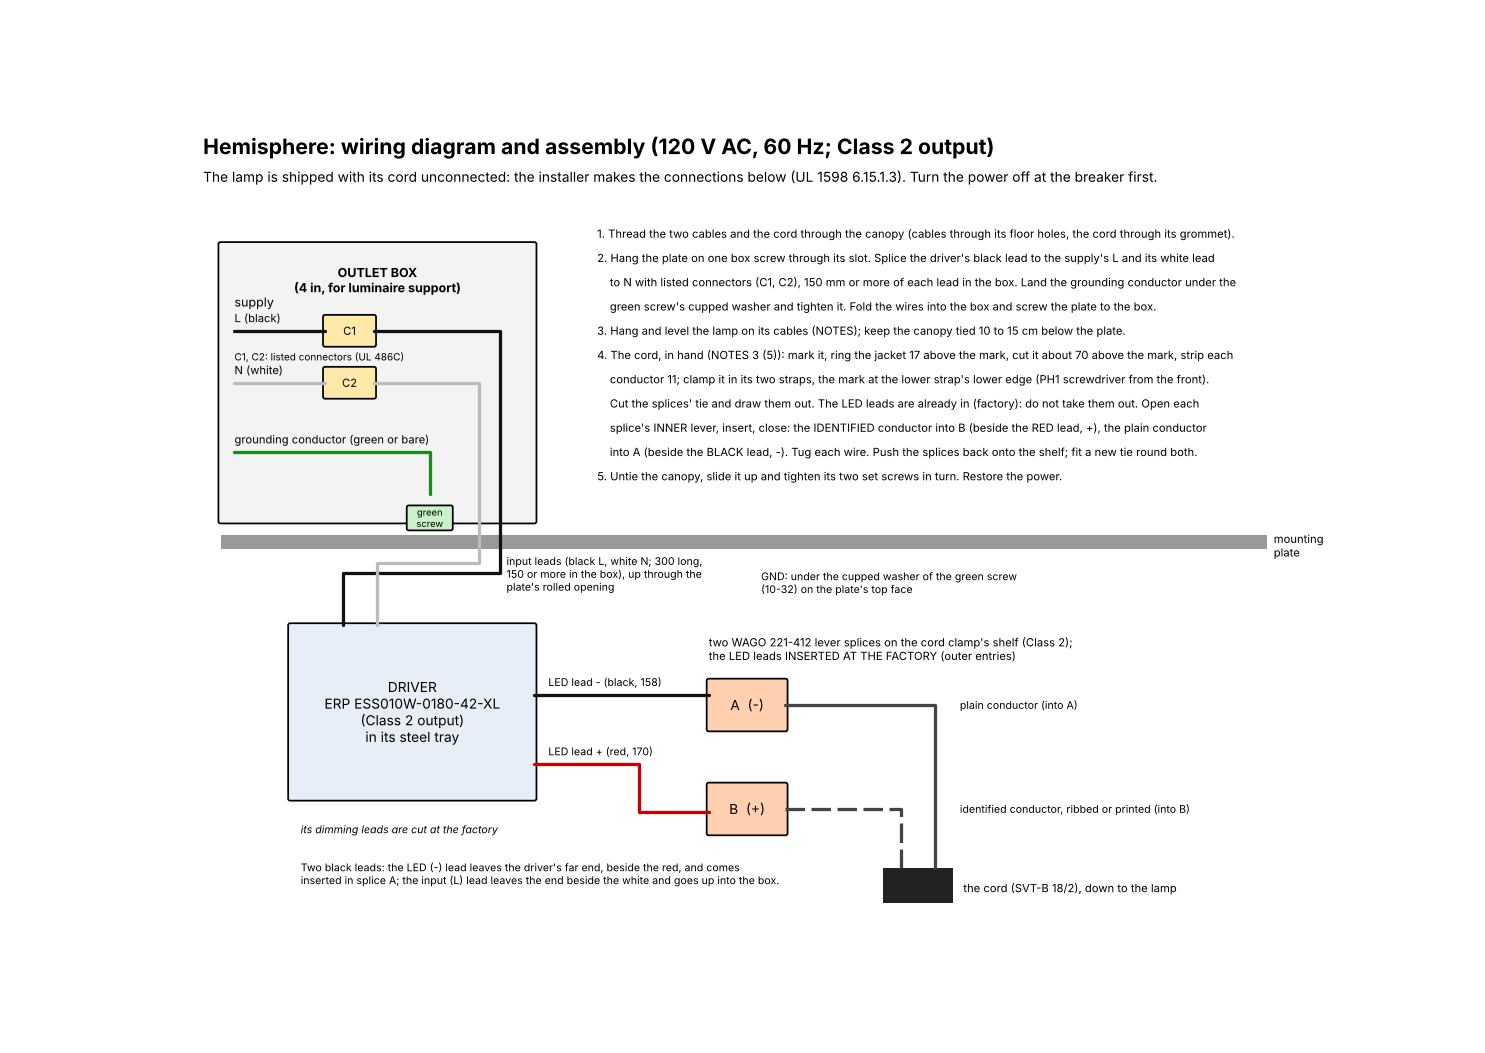 Hemisphere: wiring diagram and assembly (120 V AC, 60 Hz; Class 2 output)
The lamp is shipped with its cord unconnected: the installer makes the connections below (UL 1598 6.15.1.3). Turn the power off at the breaker first.
OUTLET BOX
(4 in, for luminaire support)
supply
L (black)
C1
C1, C2: listed connectors (UL 486C)
N (white)
C2
grounding conductor (green or bare)
green
screw
1. Thread the two cables and the cord through the canopy (cables through its floor holes, the cord through its grommet).
2. Hang the plate on one box screw through its slot. Splice the driver's black lead to the supply's L and its white lead
to N with listed connectors (C1, C2), 150 mm or more of each lead in the box. Land the grounding conductor under the
green screw's cupped washer and tighten it. Fold the wires into the box and screw the plate to the box.
3. Hang and level the lamp on its cables (NOTES); keep the canopy tied 10 to 15 cm below the plate.
4. The cord, in hand (NOTES 3 (5)): mark it, ring the jacket 17 above the mark, cut it about 70 above the mark, strip each
conductor 11; clamp it in its two straps, the mark at the lower strap's lower edge (PH1 screwdriver from the front).
Cut the splices' tie and draw them out. The LED leads are already in (factory): do not take them out. Open each
splice's INNER lever, insert, close: the IDENTIFIED conductor into B (beside the RED lead, +), the plain conductor
into A (beside the BLACK lead, -). Tug each wire. Push the splices back onto the shelf; fit a new tie round both.
5. Untie the canopy, slide it up and tighten its two set screws in turn. Restore the power.
mounting
plate
input leads (black L, white N; 300 long,
150 or more in the box), up through the
plate's rolled opening
GND: under the cupped washer of the green screw
(10-32) on the plate's top face
two WAGO 221-412 lever splices on the cord clamp's shelf (Class 2);
the LED leads INSERTED AT THE FACTORY (outer entries)
DRIVER
ERP ESS010W-0180-42-XL
(Class 2 output)
in its steel tray
LED lead - (black, 158)
A (-)
plain conductor (into A)
LED lead + (red, 170)
B (+)
identified conductor, ribbed or printed (into B)
its dimming leads are cut at the factory
Two black leads: the LED (-) lead leaves the driver's far end, beside the red, and comes
inserted in splice A; the input (L) lead leaves the end beside the white and goes up into the box.
the cord (SVT-B 18/2), down to the lamp